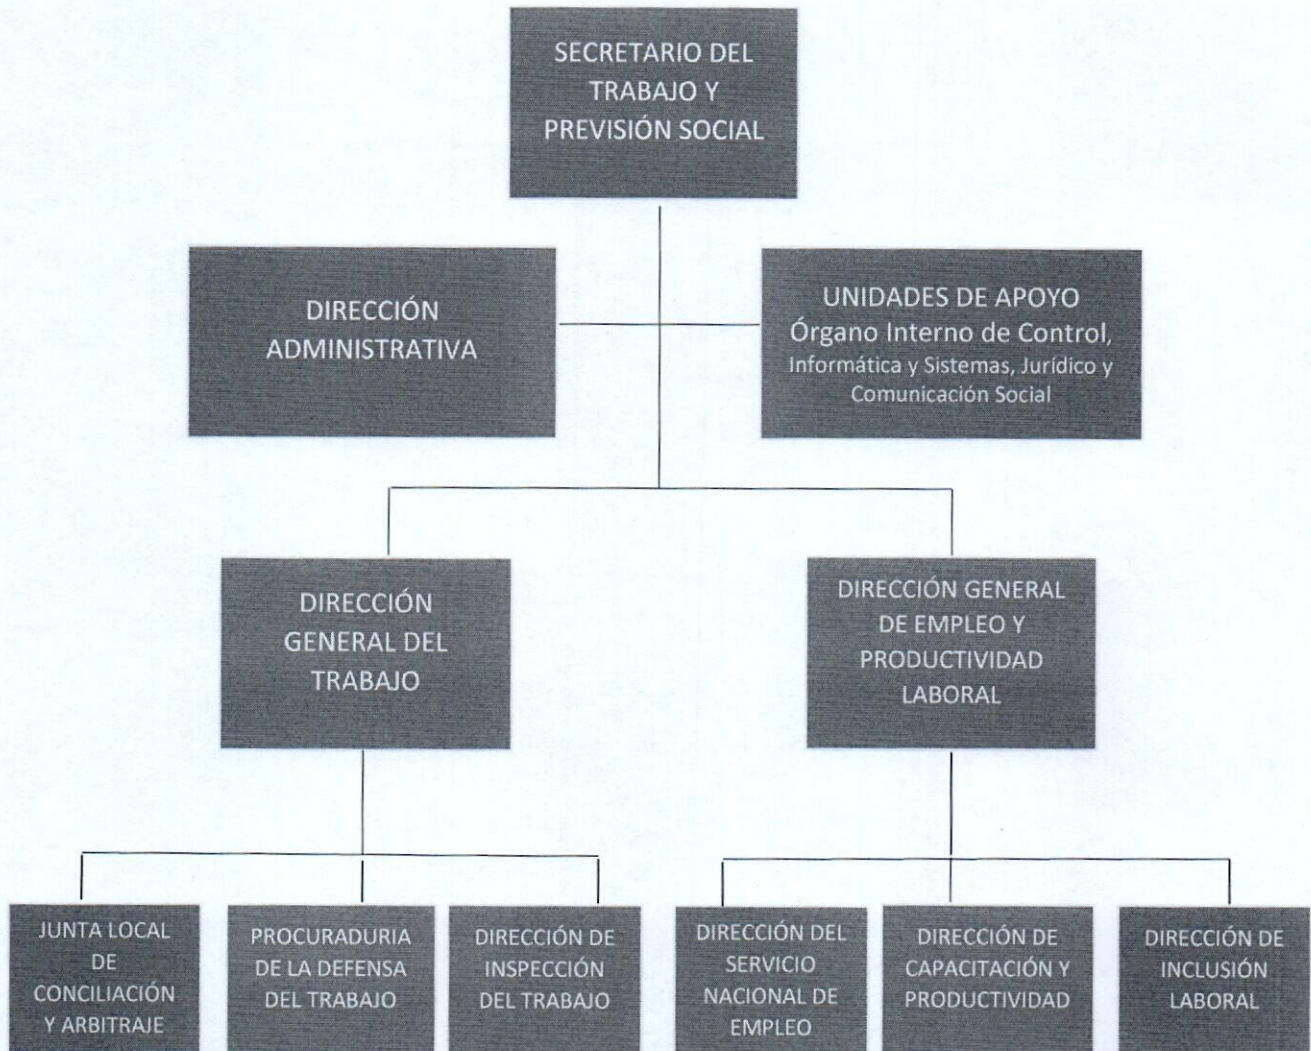 SECRETARIO DEL
TRABAJO Y
PREVISIÓN SOCIAL
DIRECCIÓN
ADMINISTRATIVA
UNIDADES DE APOYO
Órgano Interno de Control,
Informática y Sistemas, Jurídico y
Comunicación Social
DIRECCIÓN
GENERAL DEL
TRABAJO
DIRECCIÓN GENERAL
DE EMPLEO Y
PRODUCTIVIDAD
LABORAL
JUNTA LOCAL
DE
CONCILIACIÓN
Y ARBITRAJE
PROCURADURIA
DE LA DEFENSA
DEL TRABAJO
DIRECCIÓN DE
INSPECCIÓN
DEL TRABAJO
DIRECCIÓN DEL
SERVICIO
NACIONAL DE
EMPLEO
DIRECCIÓN DE
CAPACITACIÓN Y
PRODUCTIVIDAD
DIRECCIÓN DE
INCLUSIÓN
LABORAL